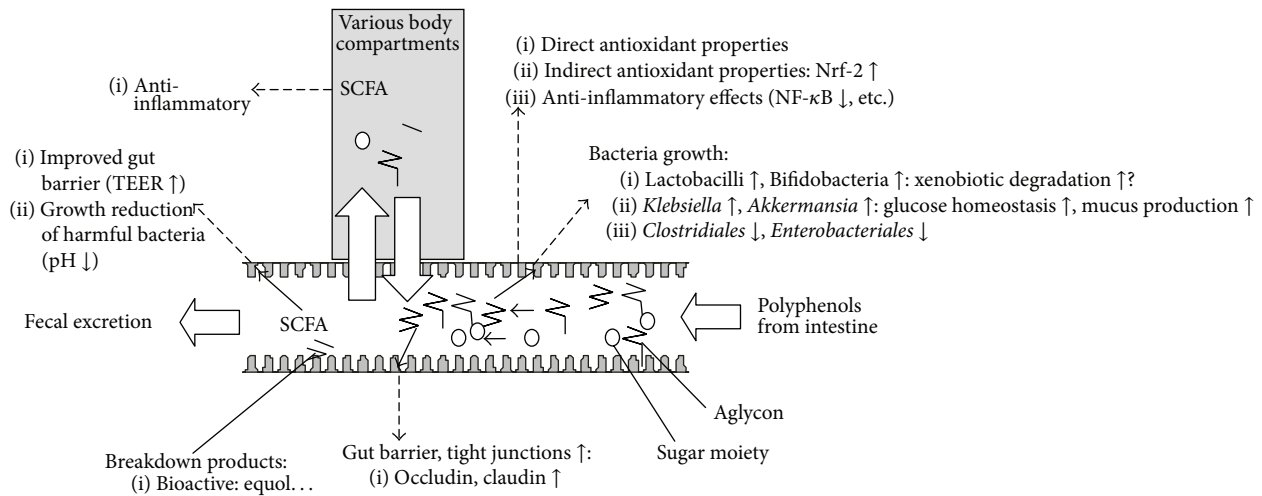 Various body
compartments
SCFA
(i) Anti-
inflammatory
(i) Direct antioxidant properties
(ii) Indirect antioxidant properties: Nrf-2 ↑
(iii) Anti-inflammatory effects (NF-κB ↓, etc.)
(i) Improved gut
barrier (TEER ↑)
(ii) Growth reduction
of harmful bacteria
(pH ↓)
Bacteria growth:
(i) Lactobacilli ↑, Bifidobacteria ↑: xenobiotic degradation ↑?
(ii) Klebsiella ↑, Akkermansia ↑: glucose homeostasis ↑, mucus production ↑
(iii) Clostridiales ↓, Enterobacteriales ↓
Fecal excretion
SCFA
Polyphenols
from intestine
Aglycon
Sugar moiety
Breakdown products:
(i) Bioactive: equol...
Gut barrier, tight junctions ↑:
(i) Occludin, claudin ↑